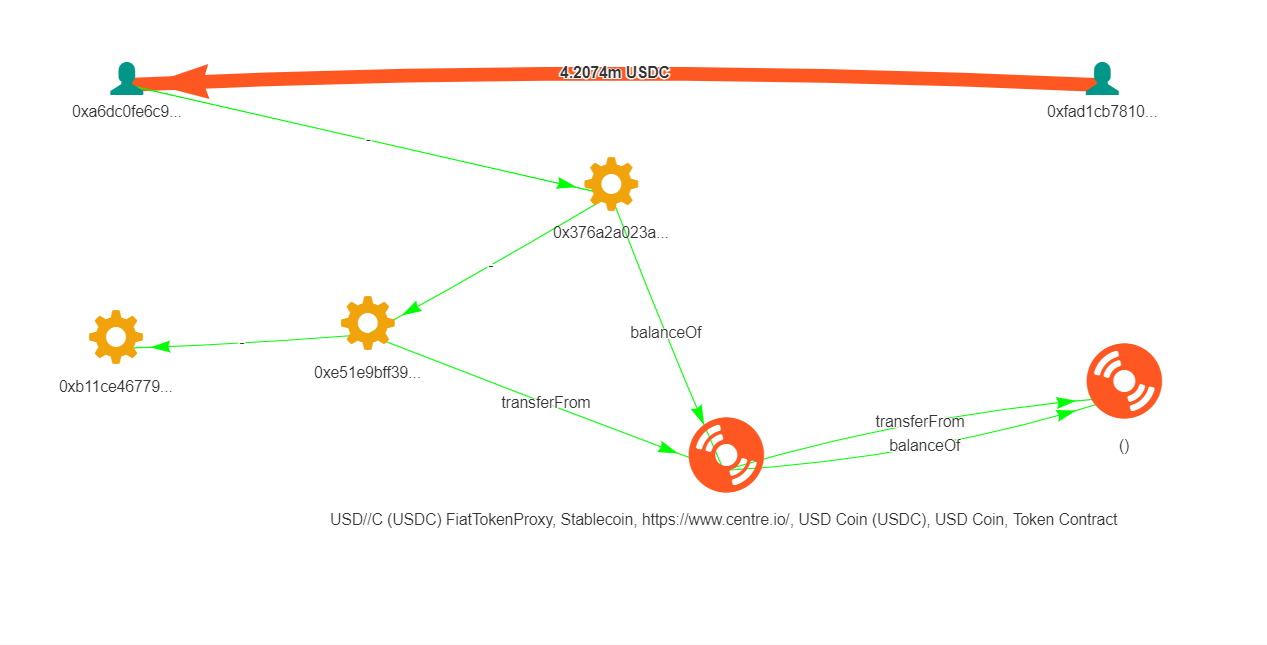 4.2074m USDC
0xa6dc0fe6c9...
0xfad1cb7810...
-
0x376a2a023a...
-
balanceOf
-
0xe51e9bff39...
0xb11ce46779...
transferFrom
transferFrom
balanceOf
()
USD//C (USDC) FiatTokenProxy, Stablecoin, https://www.centre.io/, USD Coin (USDC), USD Coin, Token Contract